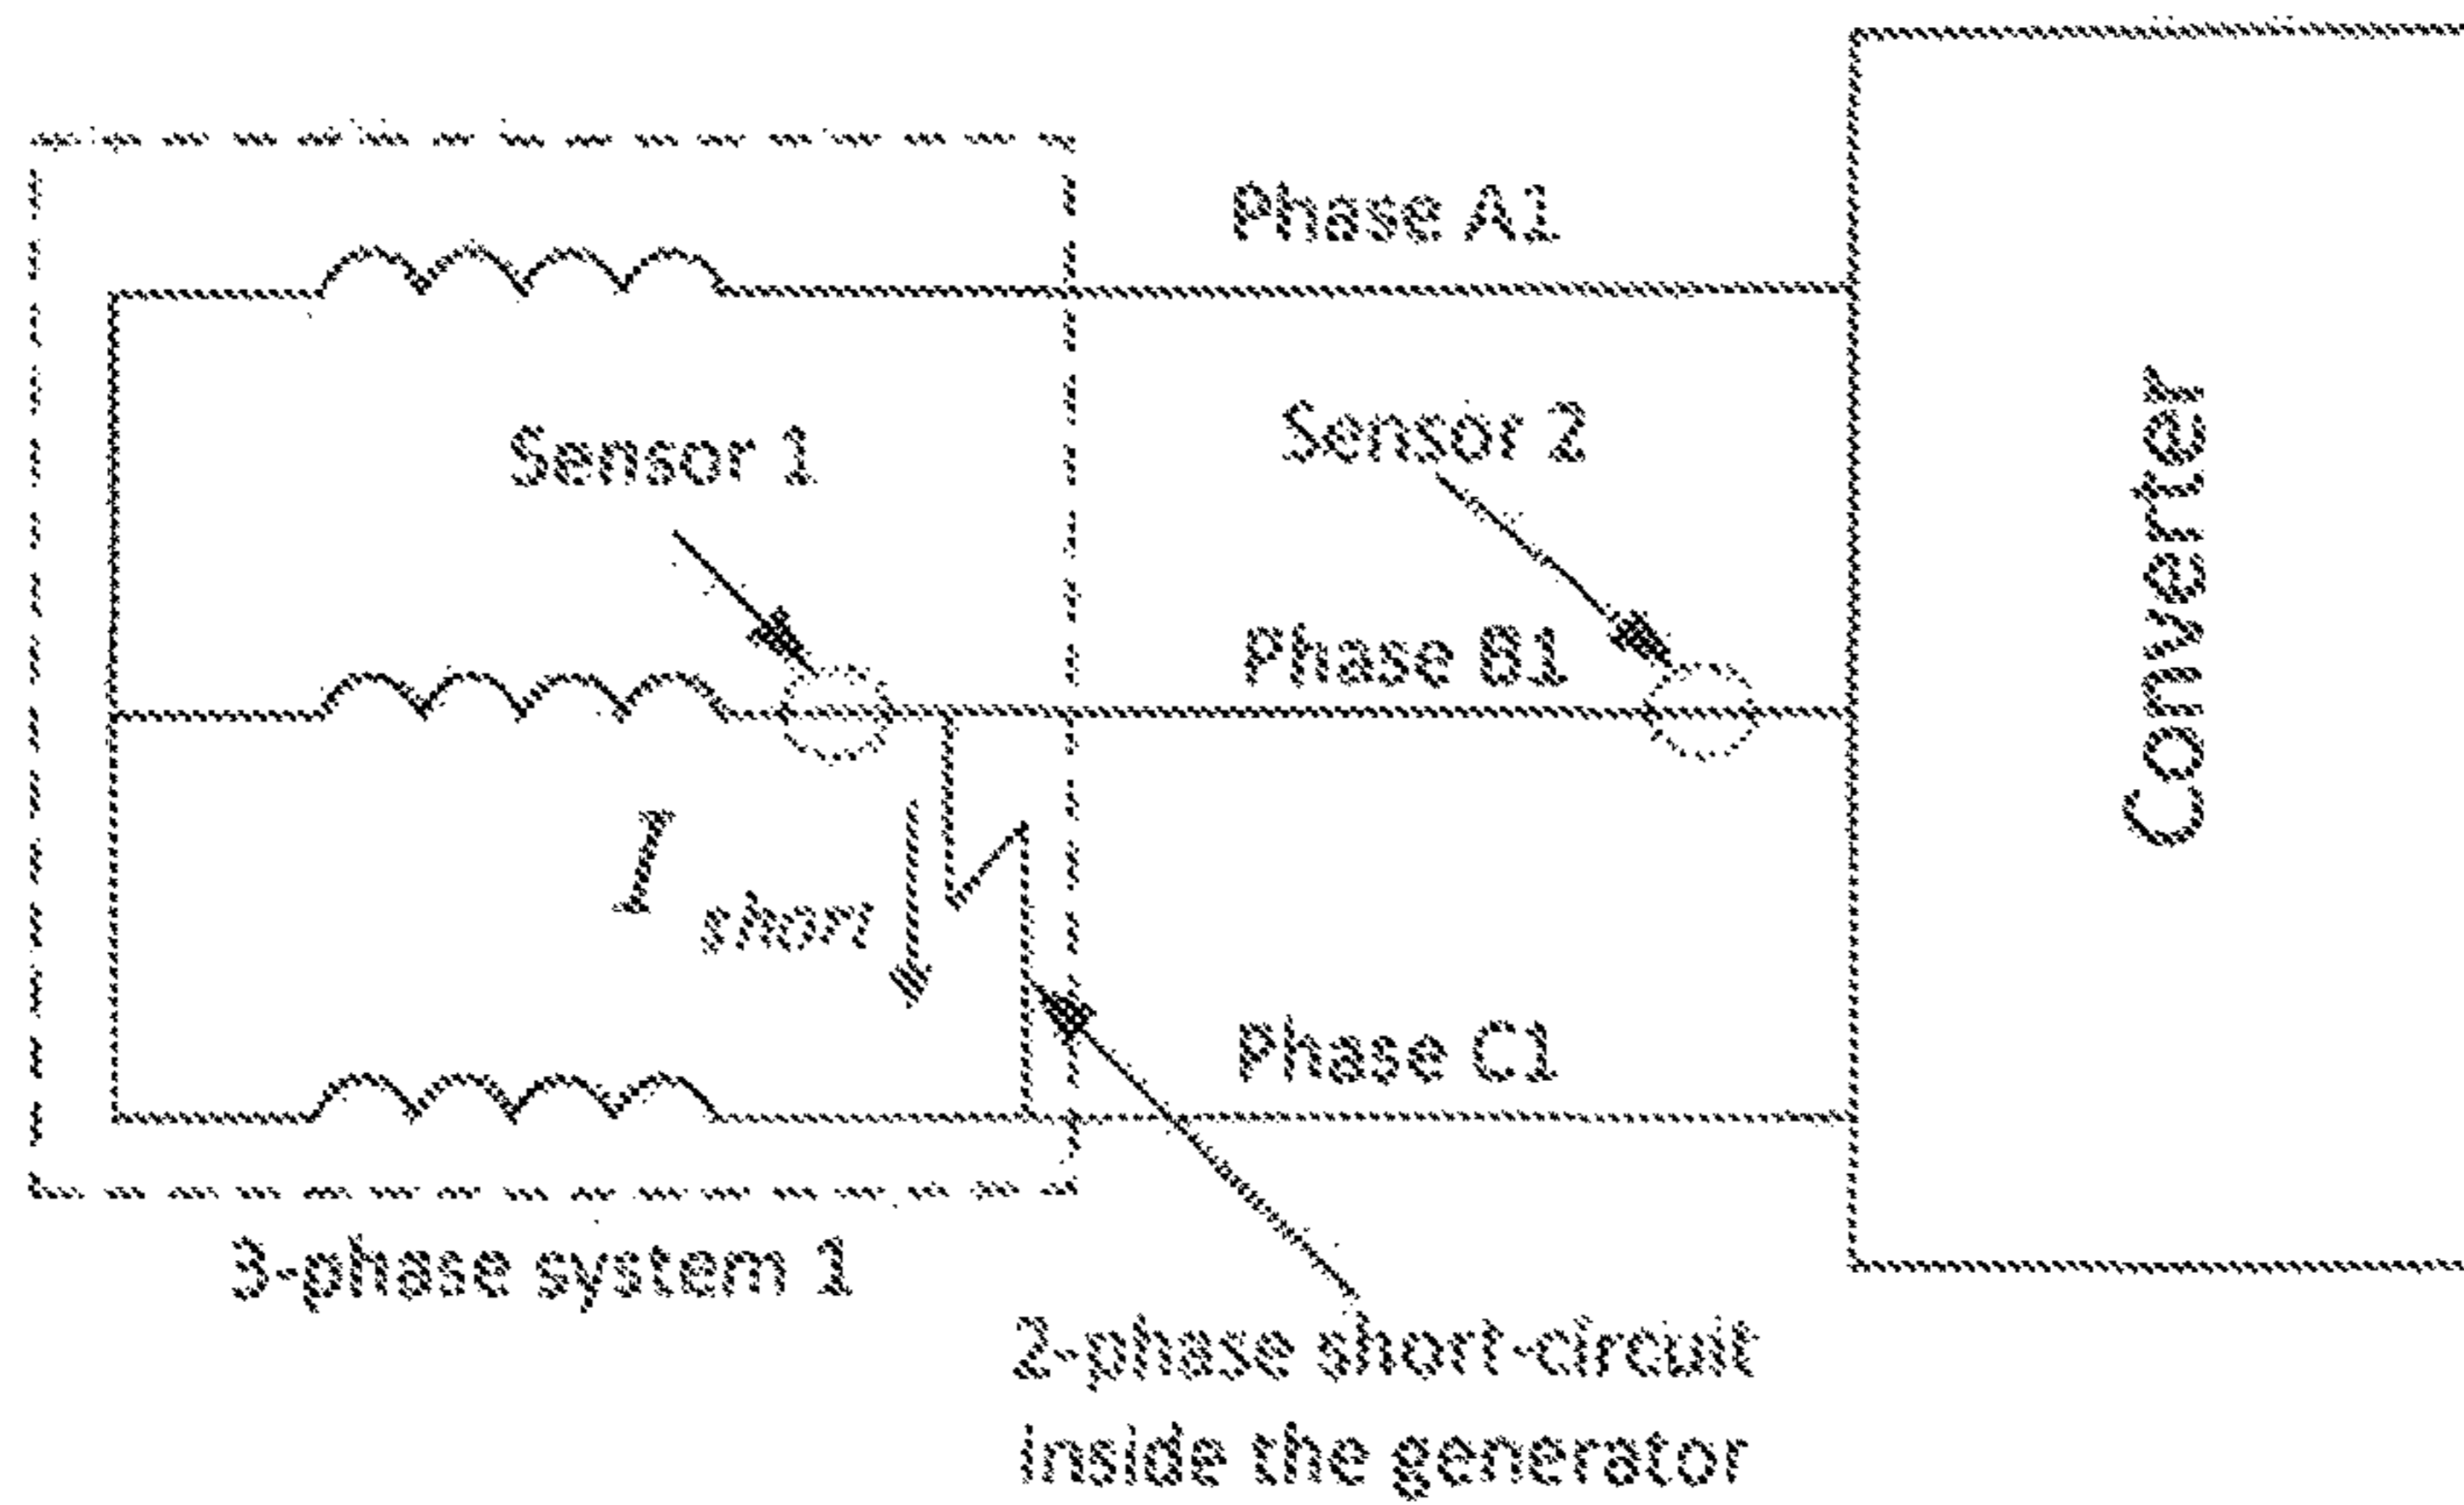 Phase A1
Sensor 1
Sensor 2
Phase B1
Converter
I short
Phase C1
3-phase system 1
2-phase short-circuit
inside the generator